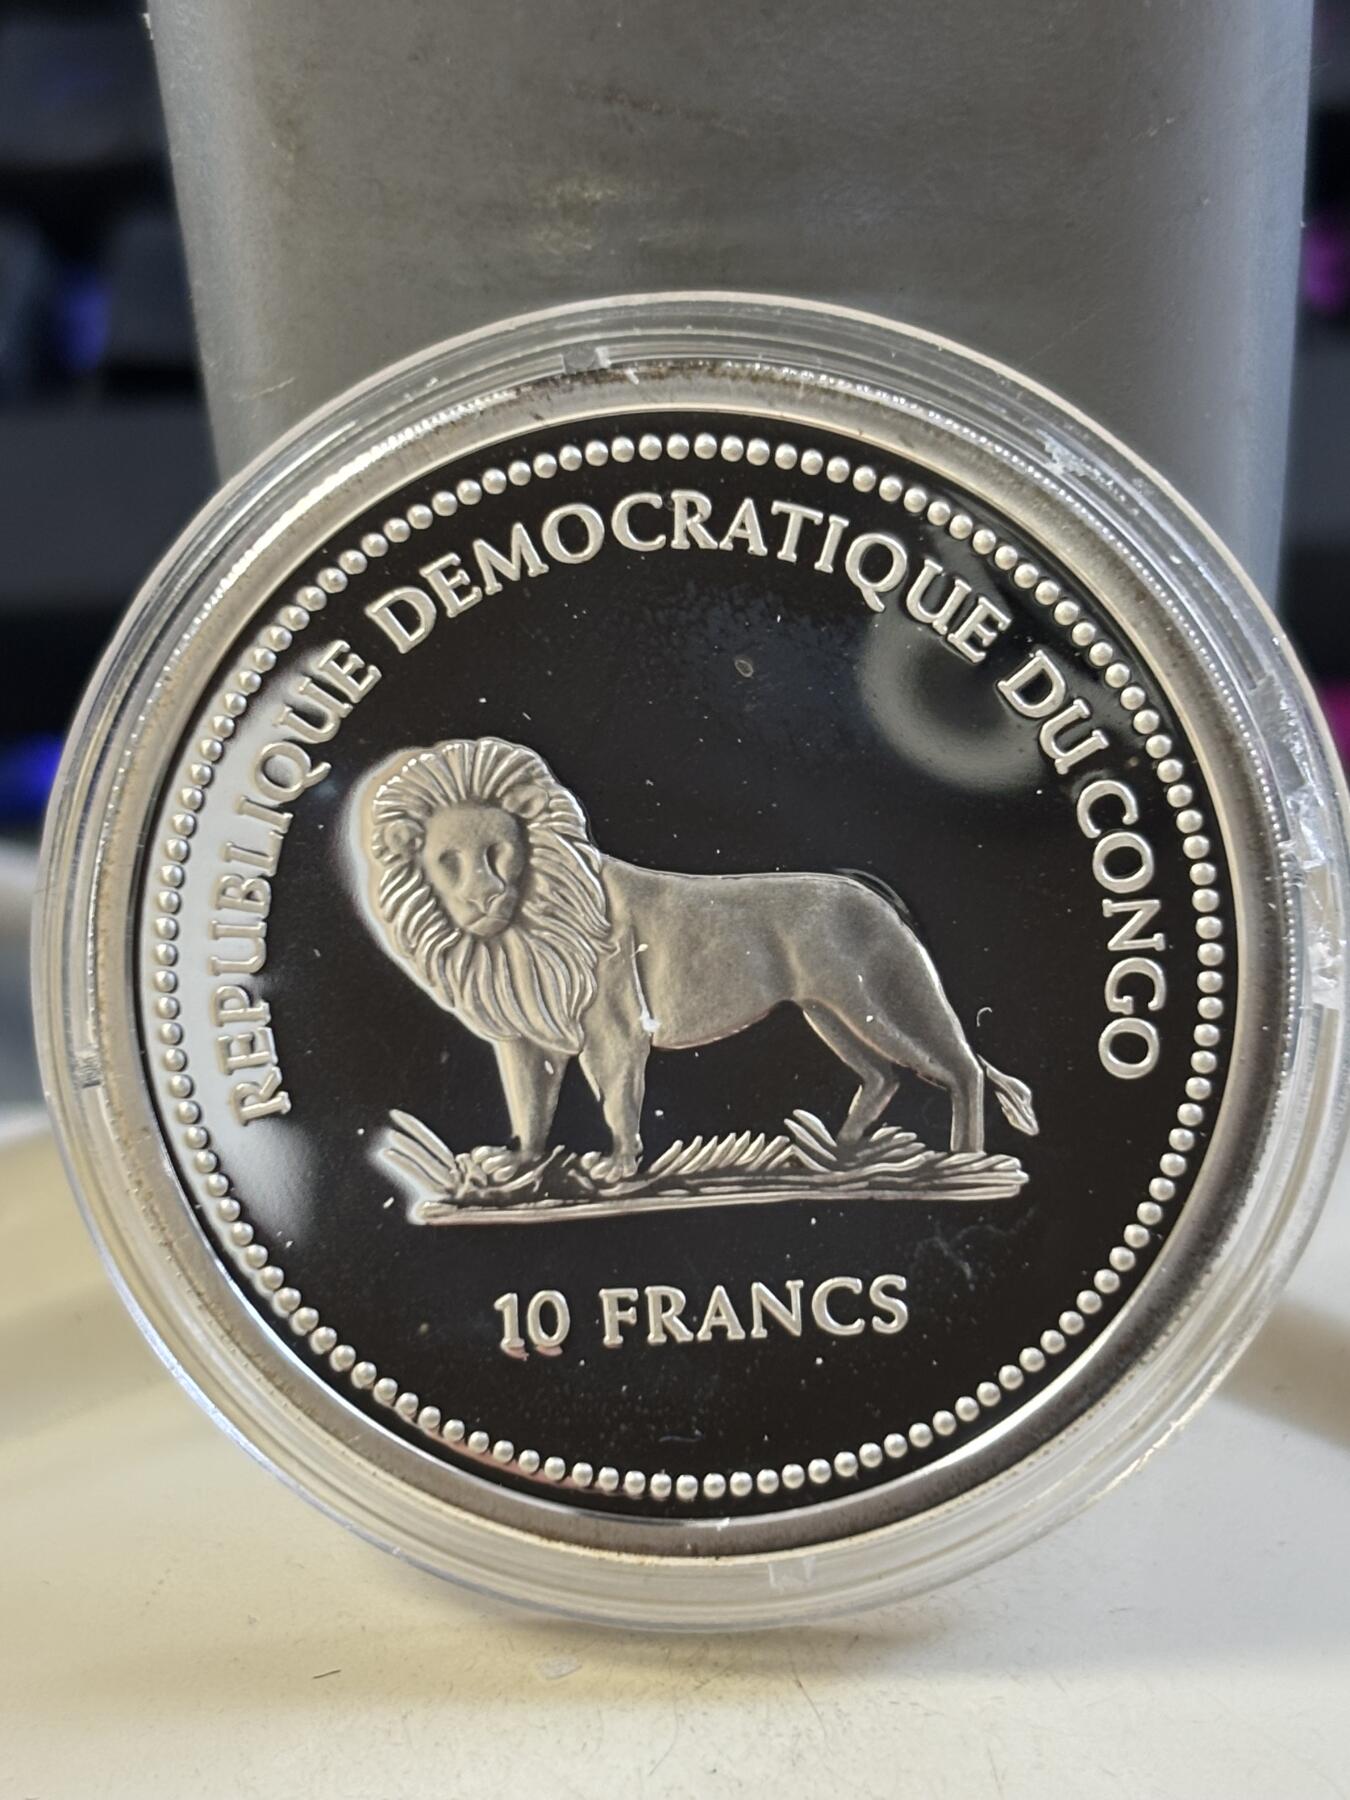 REPUBLIQUE DEMOCRATIQUE DU CONGO
10 FRANCS